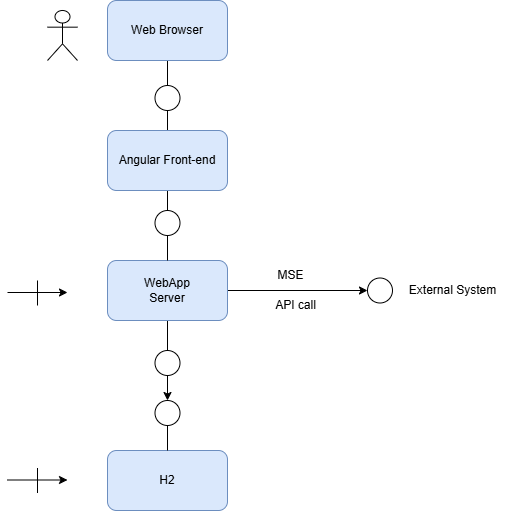 Web Browser
Angular Front-end
WebApp
Server
MSE
API call
External System
H2